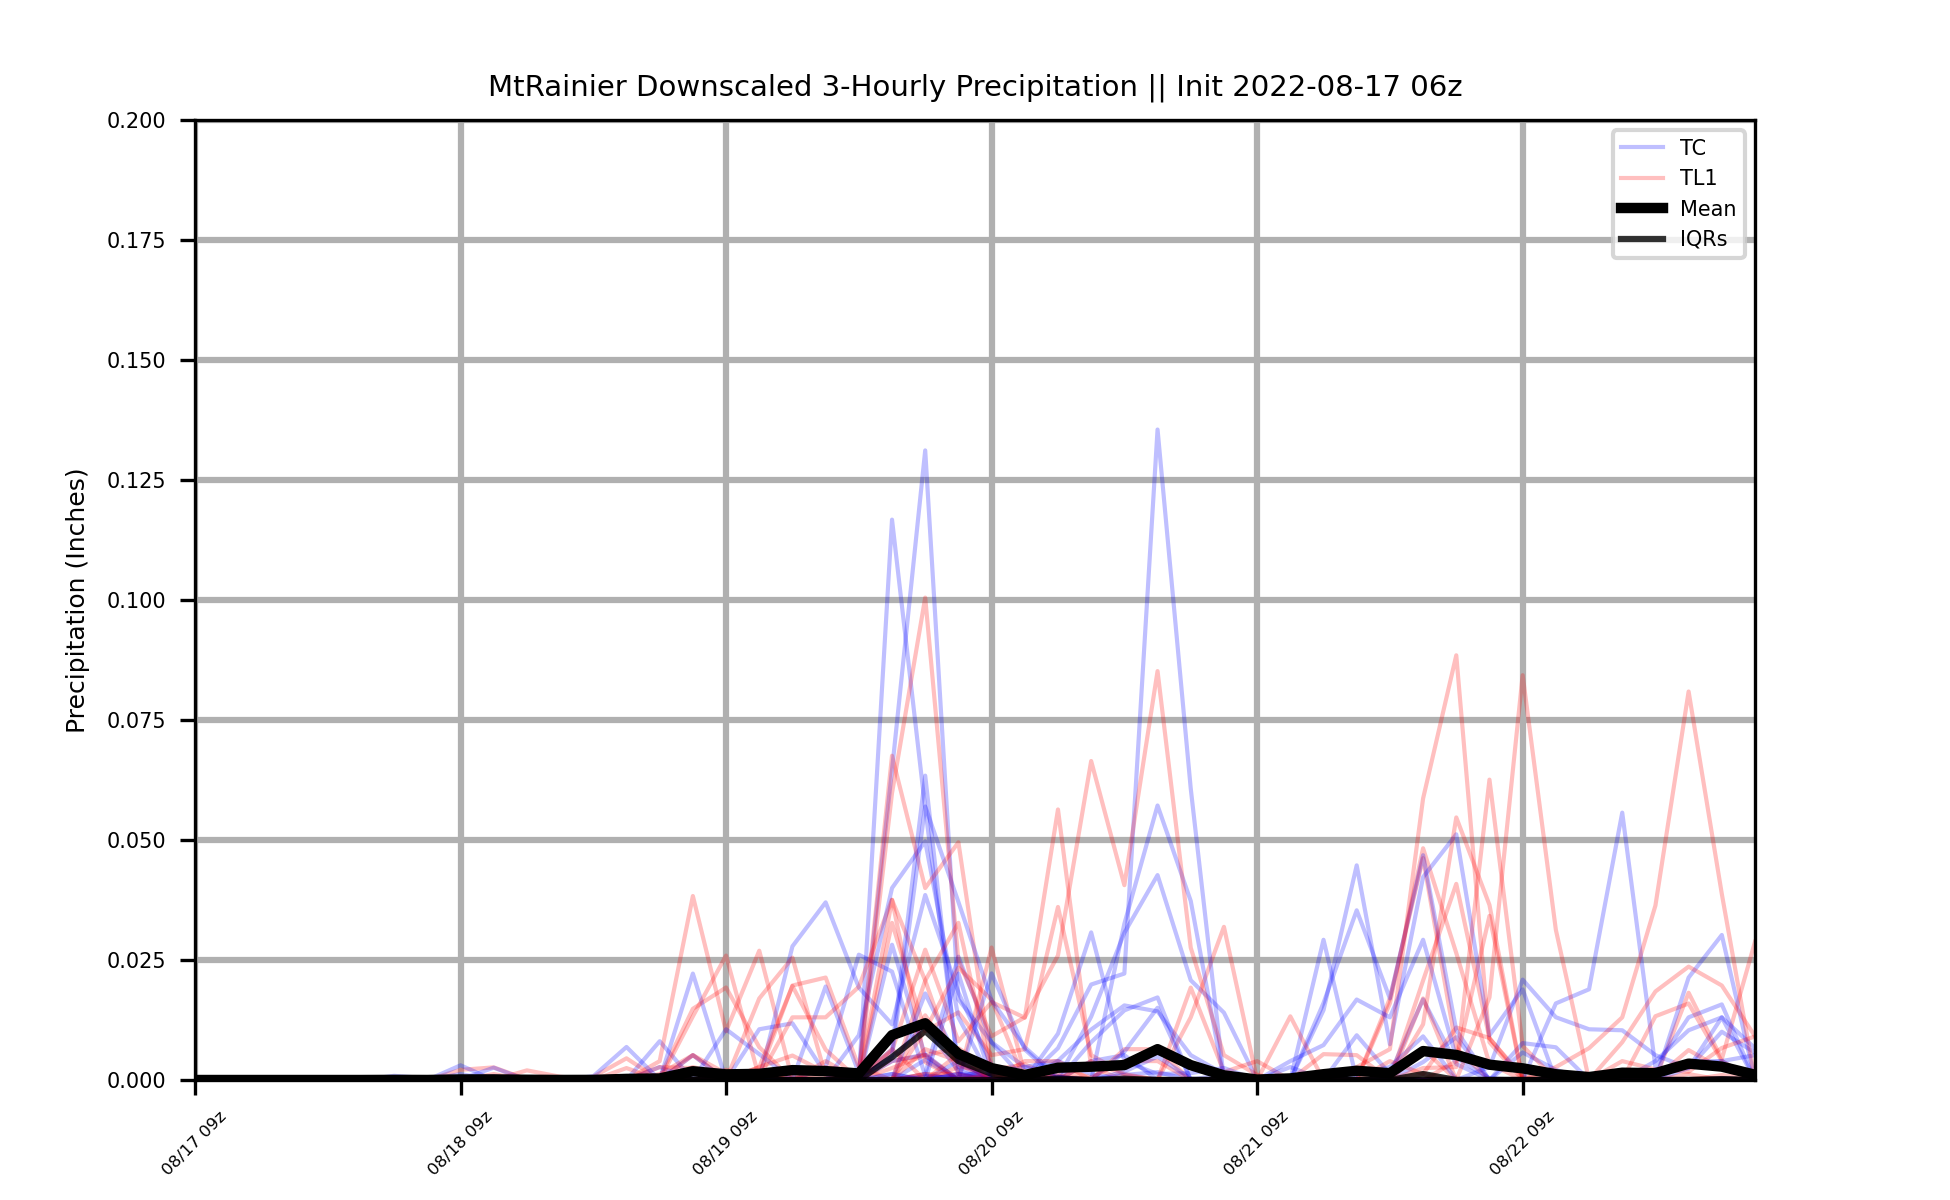 MtRainier Downscaled 3-Hourly Precipitation || Init 2022-08-17 06z
Precipitation (Inches)
0.200
0.175
0.150
0.125
0.100
0.075
0.050
0.025
0.000
TC
TL1
Mean
IQRs
08/17 09z
08/18 09z
08/19 09z
08/20 09z
08/21 09z
08/22 09z